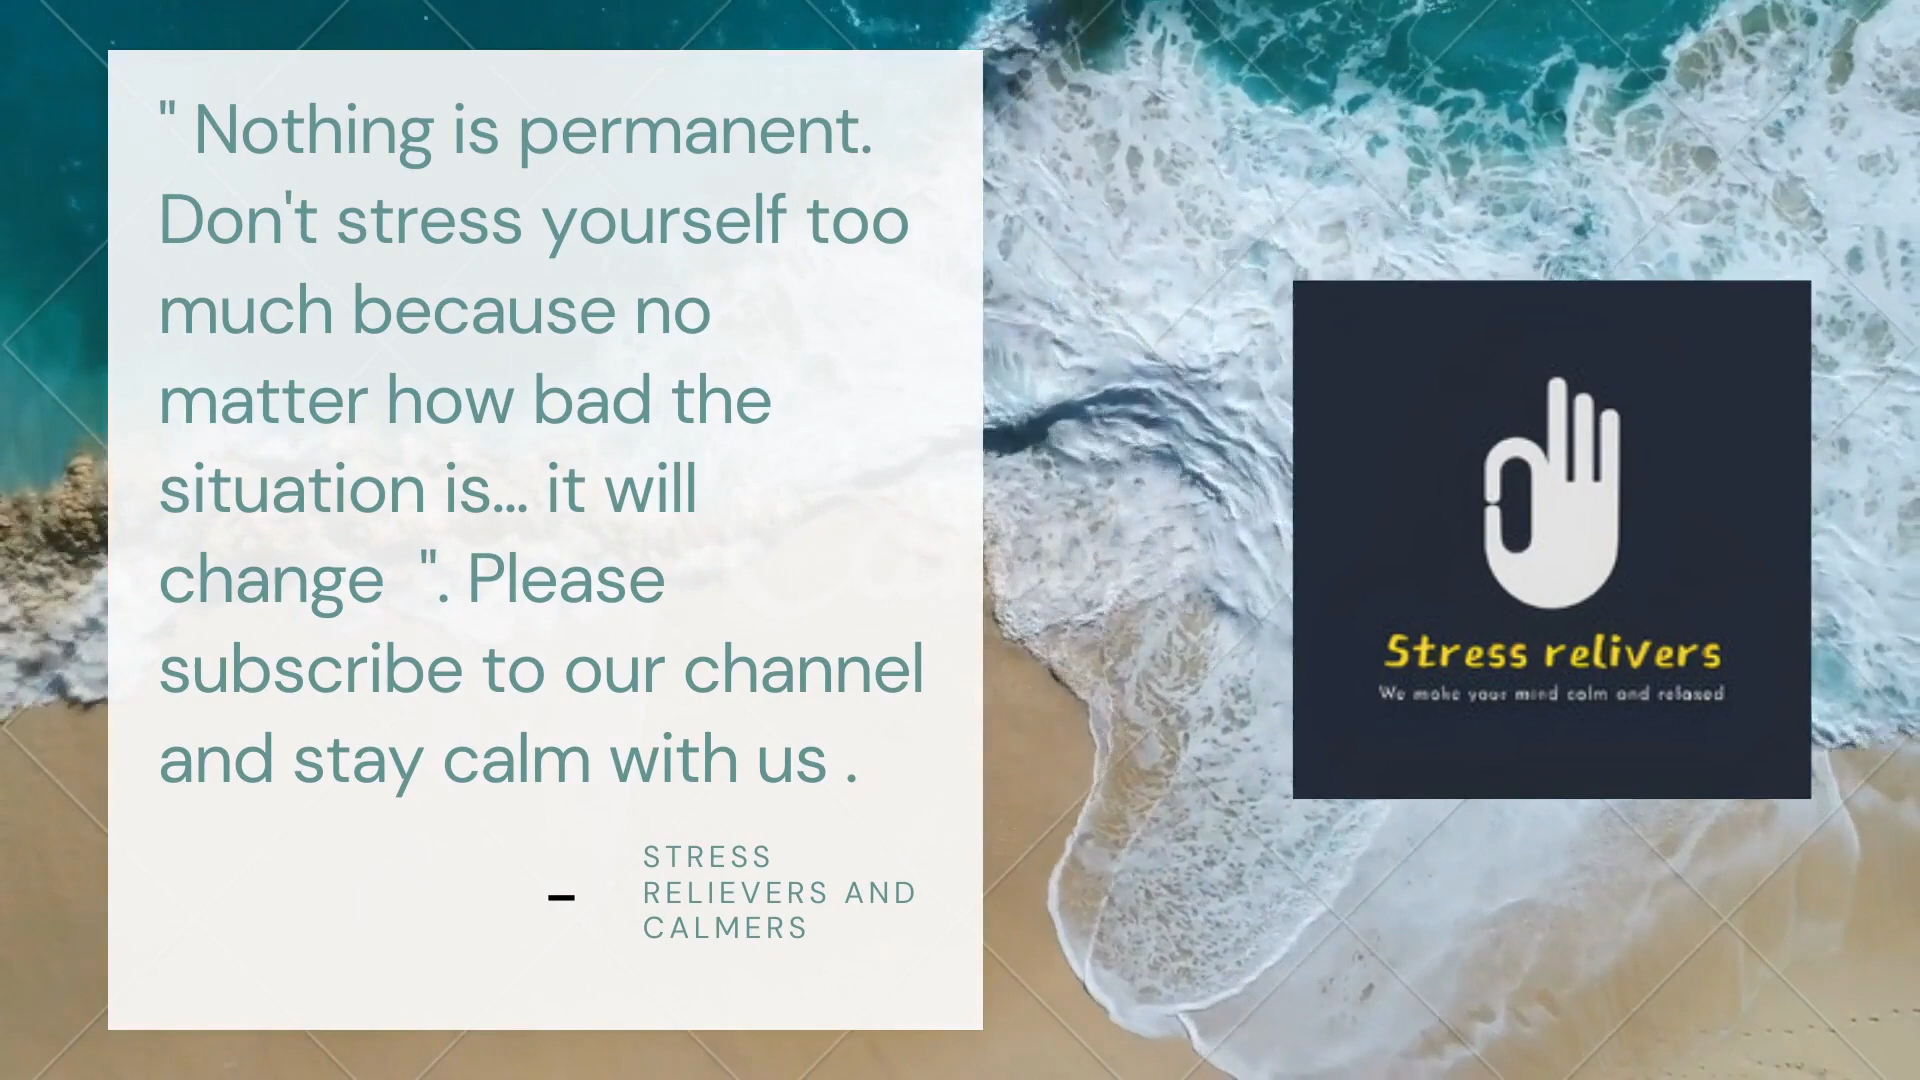 " Nothing is permanent.
Don't stress yourself too
much because no
matter how bad the
situation is... it will
change  ". Please
subscribe to our channel
and stay calm with us .
– STRESS
RELIEVERS AND
CALMERS
Stress relivers
We make your mind calm and relaxed